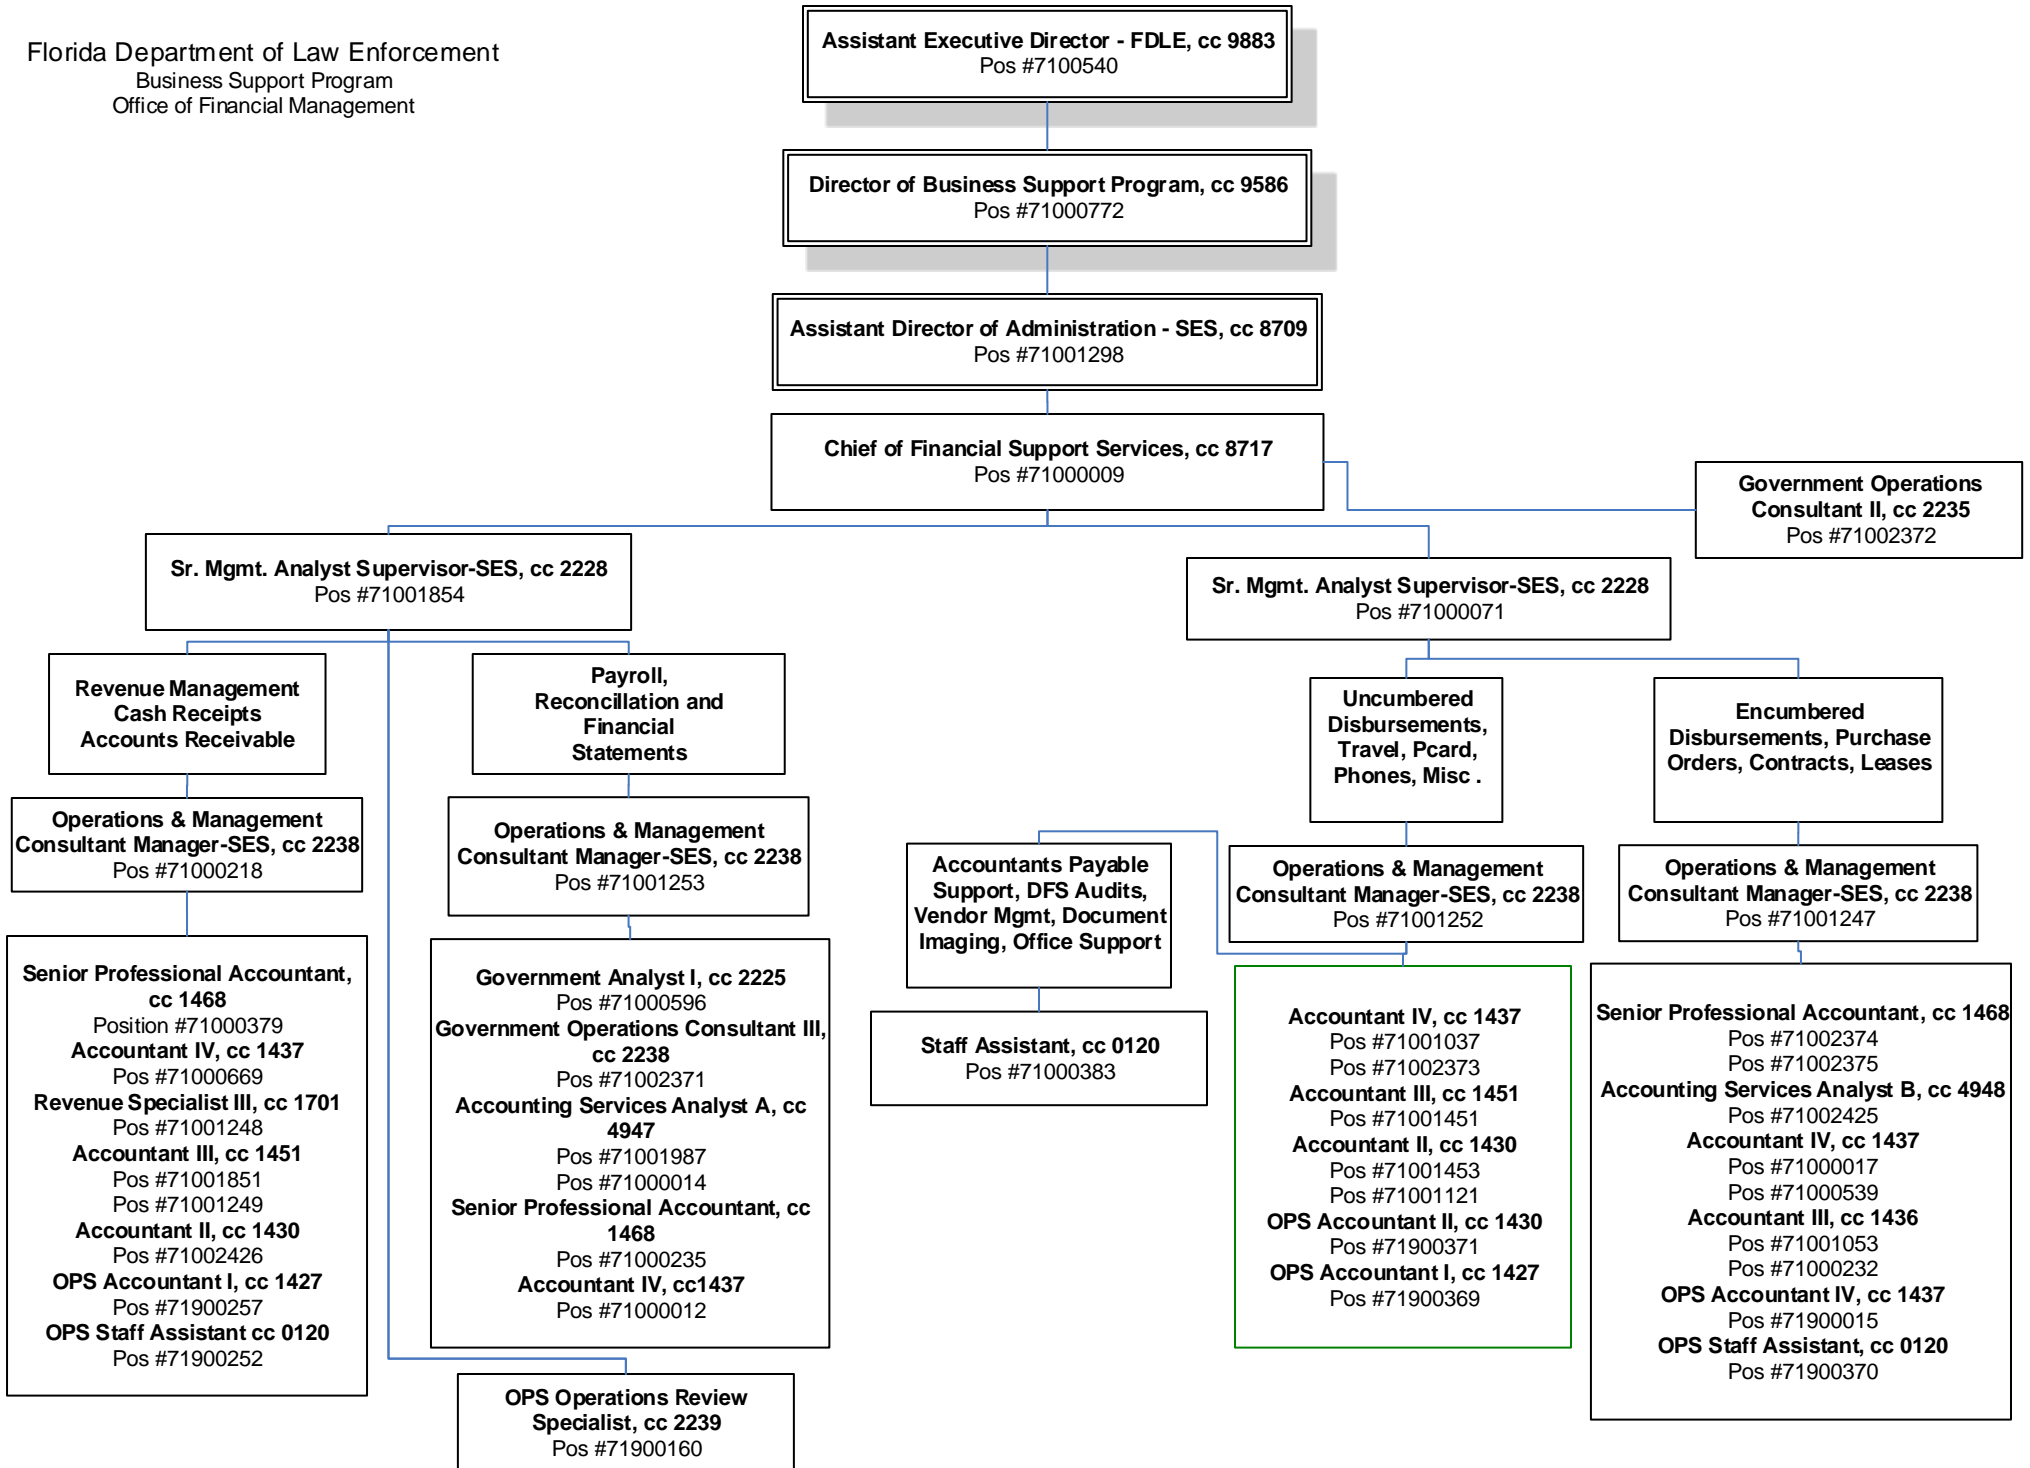 Florida Department of Law Enforcement
Business Support Program
Office of Financial Management
Assistant Executive Director - FDLE, cc 9883
Pos #7100540
Director of Business Support Program, cc 9586
Pos #71000772
Assistant Director of Administration - SES, cc 8709
Pos #71001298
Chief of Financial Support Services, cc 8717
Pos #71000009
Government Operations
Consultant II, cc 2235
Pos #71002372
Sr. Mgmt. Analyst Supervisor-SES, cc 2228
Pos #71001854
Sr. Mgmt. Analyst Supervisor-SES, cc 2228
Pos #71000071
Revenue Management
Cash Receipts
Accounts Receivable
Payroll,
Reconcillation and
Financial
Statements
Uncumbered
Disbursements,
Travel, Pcard,
Phones, Misc .
Encumbered
Disbursements, Purchase
Orders, Contracts, Leases
Operations & Management
Consultant Manager-SES, cc 2238
Pos #71000218
Operations & Management
Consultant Manager-SES, cc 2238
Pos #71001253
Accountants Payable
Support, DFS Audits,
Vendor Mgmt, Document
Imaging, Office Support
Operations & Management
Consultant Manager-SES, cc 2238
Pos #71001252
Operations & Management
Consultant Manager-SES, cc 2238
Pos #71001247
Senior Professional Accountant,
cc 1468
Position #71000379
Accountant IV, cc 1437
Pos #71000669
Revenue Specialist III, cc 1701
Pos #71001248
Accountant III, cc 1451
Pos #71001851
Pos #71001249
Accountant II, cc 1430
Pos #71002426
OPS Accountant I, cc 1427
Pos #71900257
OPS Staff Assistant cc 0120
Pos #71900252
Government Analyst I, cc 2225
Pos #71000596
Government Operations Consultant III,
cc 2238
Pos #71002371
Accounting Services Analyst A, cc
4947
Pos #71001987
Pos #71000014
Senior Professional Accountant, cc
1468
Pos #71000235
Accountant IV, cc1437
Pos #71000012
OPS Operations Review
Specialist, cc 2239
Pos #71900160
Staff Assistant, cc 0120
Pos #71000383
Accountant IV, cc 1437
Pos #71001037
Pos #71002373
Accountant III, cc 1451
Pos #71001451
Accountant II, cc 1430
Pos #71001453
Pos #71001121
OPS Accountant II, cc 1430
Pos #71900371
OPS Accountant I, cc 1427
Pos #71900369
Senior Professional Accountant, cc 1468
Pos #71002374
Pos #71002375
Accounting Services Analyst B, cc 4948
Pos #71002425
Accountant IV, cc 1437
Pos #71000017
Pos #71000539
Accountant III, cc 1436
Pos #71001053
Pos #71000232
OPS Accountant IV, cc 1437
Pos #71900015
OPS Staff Assistant, cc 0120
Pos #71900370